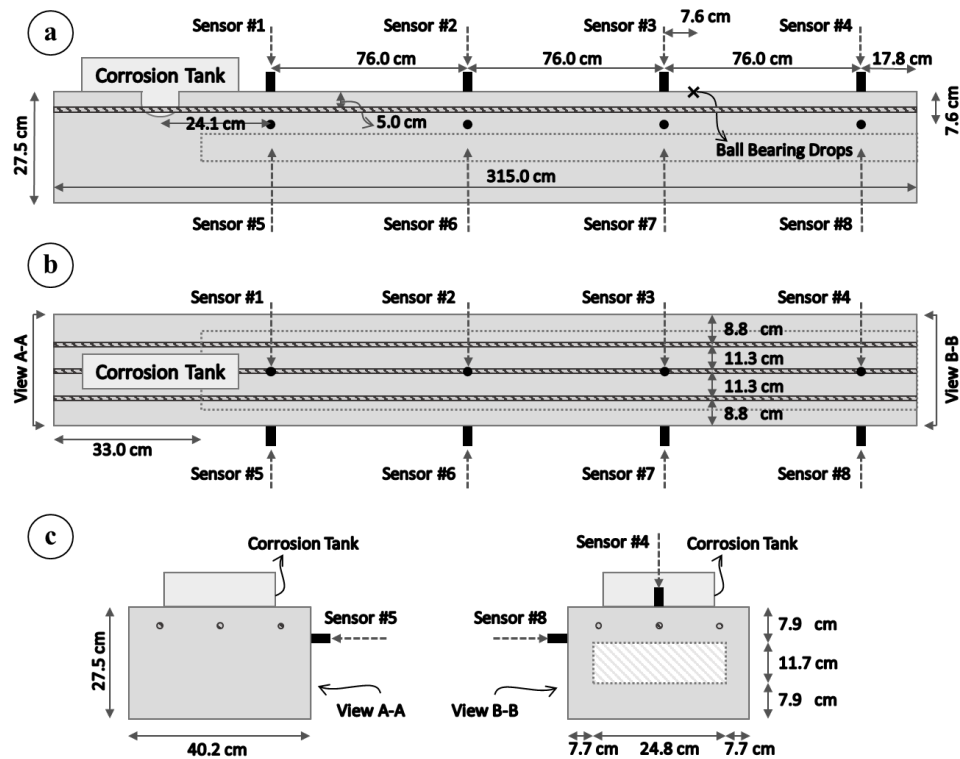 a
Sensor #1
Sensor #2
Sensor #3
7.6 cm
Sensor #4
76.0 cm
76.0 cm
76.0 cm
17.8 cm
Corrosion Tank
24.1 cm
5.0 cm
27.5 cm
7.6 cm
Ball Bearing Drops
315.0 cm
Sensor #5
Sensor #6
Sensor #7
Sensor #8
b
Sensor #1
Sensor #2
Sensor #3
Sensor #4
View A-A
View B-B
8.8 cm
11.3 cm
Corrosion Tank
11.3 cm
8.8 cm
33.0 cm
Sensor #5
Sensor #6
Sensor #7
Sensor #8
c
Corrosion Tank
Sensor #4
Corrosion Tank
Sensor #5
Sensor #8
7.9 cm
27.5 cm
11.7 cm
View A-A
View B-B
7.9 cm
40.2 cm
7.7 cm
24.8 cm
7.7 cm